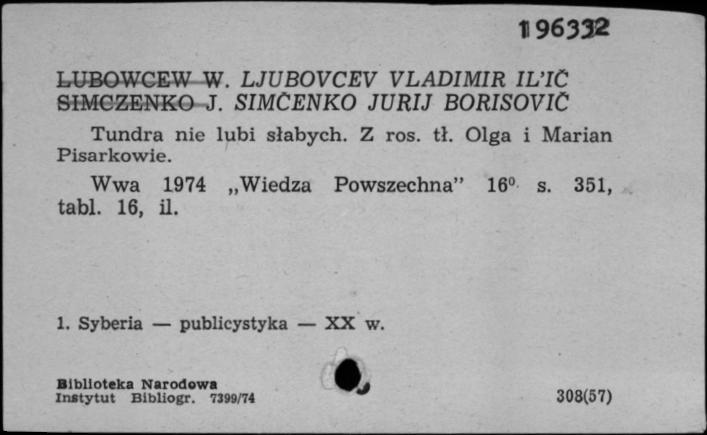 196332
LUBOWCEW W. LJUBOVCEV VLADIMIR IL'IČ
SIMCZENKO J. SIMČENKO JURIJ BORISOVIČ
Tundra nie lubi słabych. Z ros. tł. Olga i Marian
Pisarkowie.
Wwa 1974 „Wiedza Powszechna” 16⁰ s. 351,
tabl. 16, il.
1. Syberia — publicystyka — XX w.
Biblioteka Narodowa
Instytut Bibliogr. 7399/74
308(57)